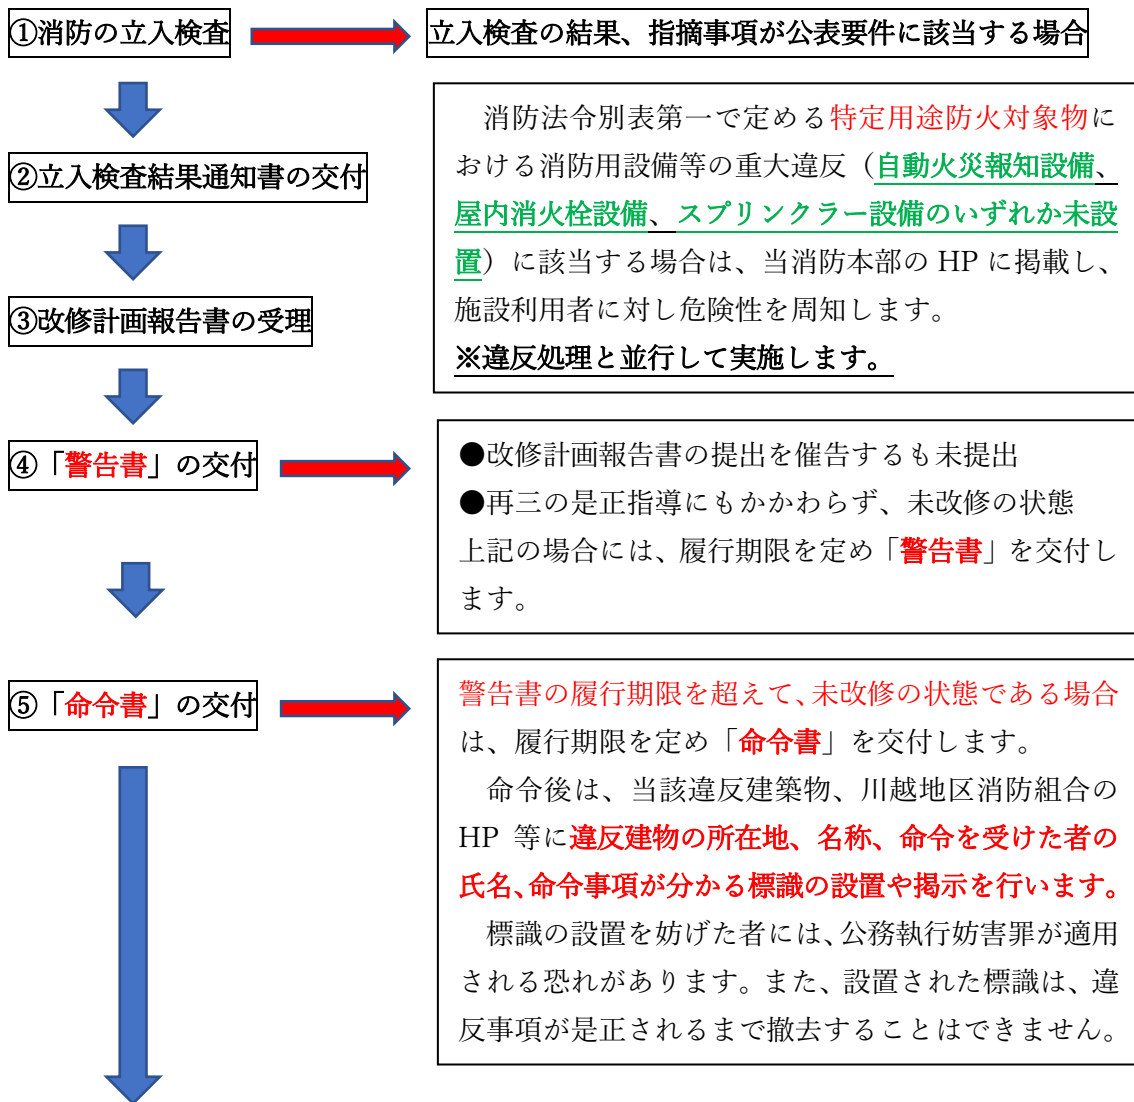 ①消防の立入検査
立入検査の結果、指摘事項が公表要件に該当する場合
消防法令別表第一で定める特定用途防火対象物に
おける消防用設備等の重大違反（自動火災報知設備、
屋内消火栓設備、スプリンクラー設備のいずれか未設
置）に該当する場合は、当消防本部の HP に掲載し、
施設利用者に対し危険性を周知します。
※違反処理と並行して実施します。
②立入検査結果通知書の交付
③改修計画報告書の受理
④「警告書」の交付
●改修計画報告書の提出を催告するも未提出
●再三の是正指導にもかかわらず、未改修の状態
上記の場合には、履行期限を定め「警告書」を交付し
ます。
⑤「命令書」の交付
警告書の履行期限を超えて、未改修の状態である場合
は、履行期限を定め「命令書」を交付します。
命令後は、当該違反建築物、川越地区消防組合の
HP 等に違反建物の所在地、名称、命令を受けた者の
氏名、命令事項が分かる標識の設置や掲示を行います。
標識の設置を妨げた者には、公務執行妨害罪が適用
される恐れがあります。また、設置された標識は、違
反事項が是正されるまで撤去することはできません。